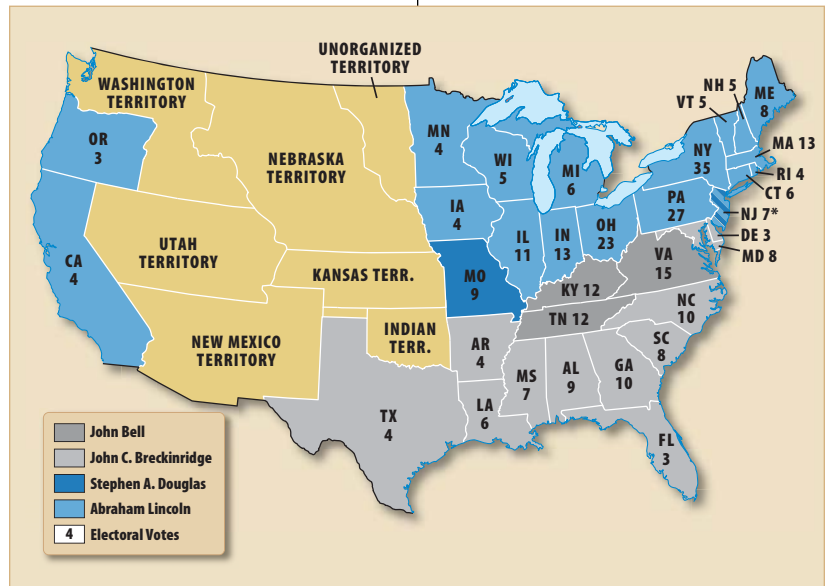 UNORGANIZED
TERRITORY
WASHINGTON
TERRITORY
OR
3
NEBRASKA
TERRITORY
UTAH
TERRITORY
CA
4
KANSAS TERR.
NEW MEXICO
TERRITORY
INDIAN
TERR.
MN
4
WI
5
MI
6
IA
4
IL
11
IN
13
OH
23
MO
9
KY 12
TN 12
AR
4
MS
7
AL
9
GA
10
LA
6
TX
4
FL
3
SC
8
NC
10
VA
15
PA
27
NY
35
VT 5
NH 5
ME
8
MA 13
RI 4
CT 6
NJ 7*
DE 3
MD 8
John Bell
John C. Breckinridge
Stephen A. Douglas
Abraham Lincoln
4 Electoral Votes